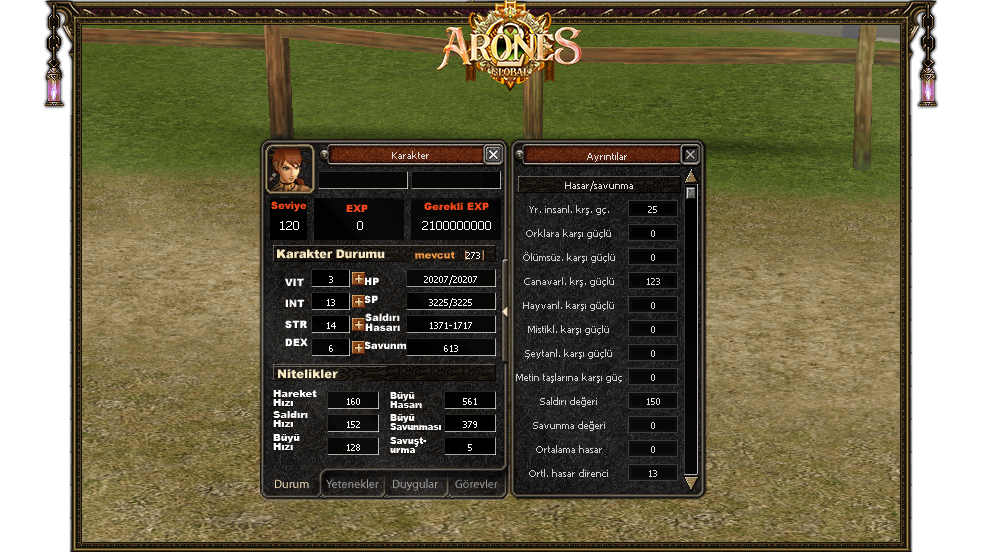 ARONES
2
GLOBAL
Karakter
Seviye
120
EXP
0
Gerekli EXP
2100000000
Karakter Durumu mevcut 273
VIT 3 + HP 20207/20207
INT 13 + SP 3225/3225
STR 14 + Saldırı Hasarı 1371-1717
DEX 6 + Savunm 613
Nitelikler
Hareket Hızı 160 Büyü Hasarı 561
Saldırı Hızı 152 Büyü Savunması 379
Büyü Hızı 128 Savuşt-urma 5
Durum Yetenekler Duygular Görevler
Ayrıntılar
Hasar/savunma
Yr. insanl. krş. gç. 25
Orklara karşı güçlü 0
Ölümsüz. karşı güçlü 0
Canavarl. krş. güçlü 123
Hayvanl. karşı güçlü 0
Mistikl. karşı güçlü 0
Şeytanl. karşı güçlü 0
Metin taşlarına karşı güç 0
Saldırı değeri 150
Savunma değeri 0
Ortalama hasar 0
Ortl. hasar direnci 13